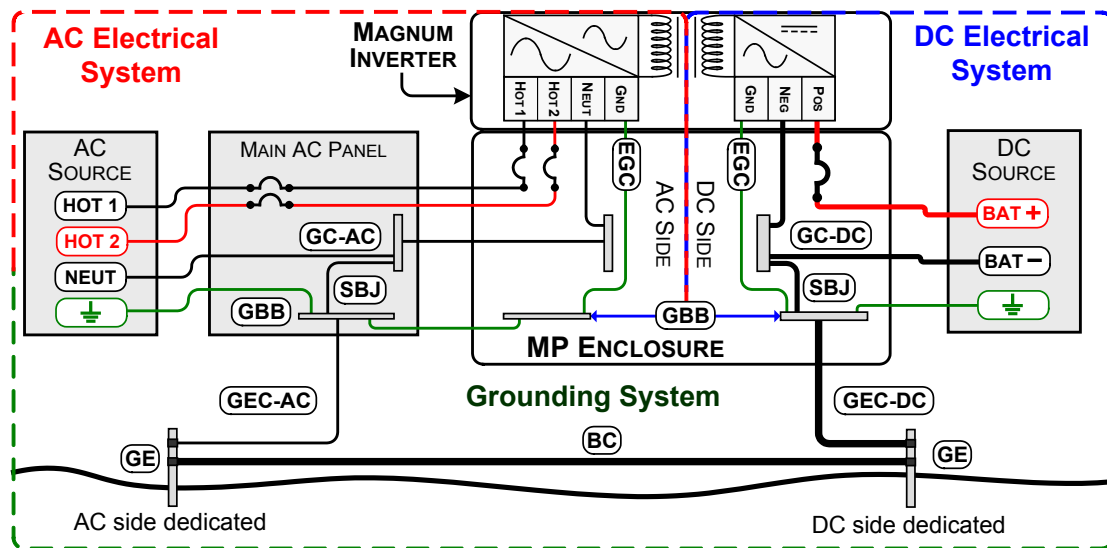 AC Electrical
System
MAGNUM
INVERTER
DC Electrical
System
HOT 1
HOT 2
NEUT
GND
GND
NEG
POS
AC
SOURCE
HOT 1
HOT 2
NEUT
MAIN AC PANEL
GC-AC
SBJ
GBB
EGC
AC SIDE
DC SIDE
EGC
GBB
MP ENCLOSURE
GC-DC
SBJ
DC
SOURCE
BAT +
BAT –
Grounding System
GEC-AC
GEC-DC
BC
GE
GE
AC side dedicated
DC side dedicated